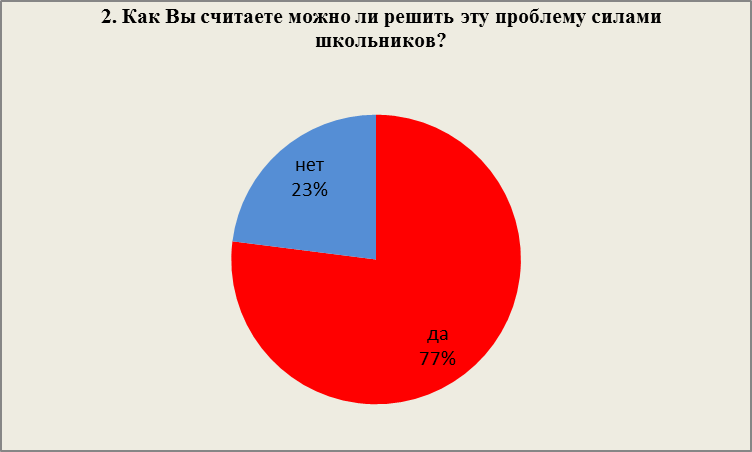 2. Как Вы считаете можно ли решить эту проблему силами
школьников?
нет
23%
да
77%